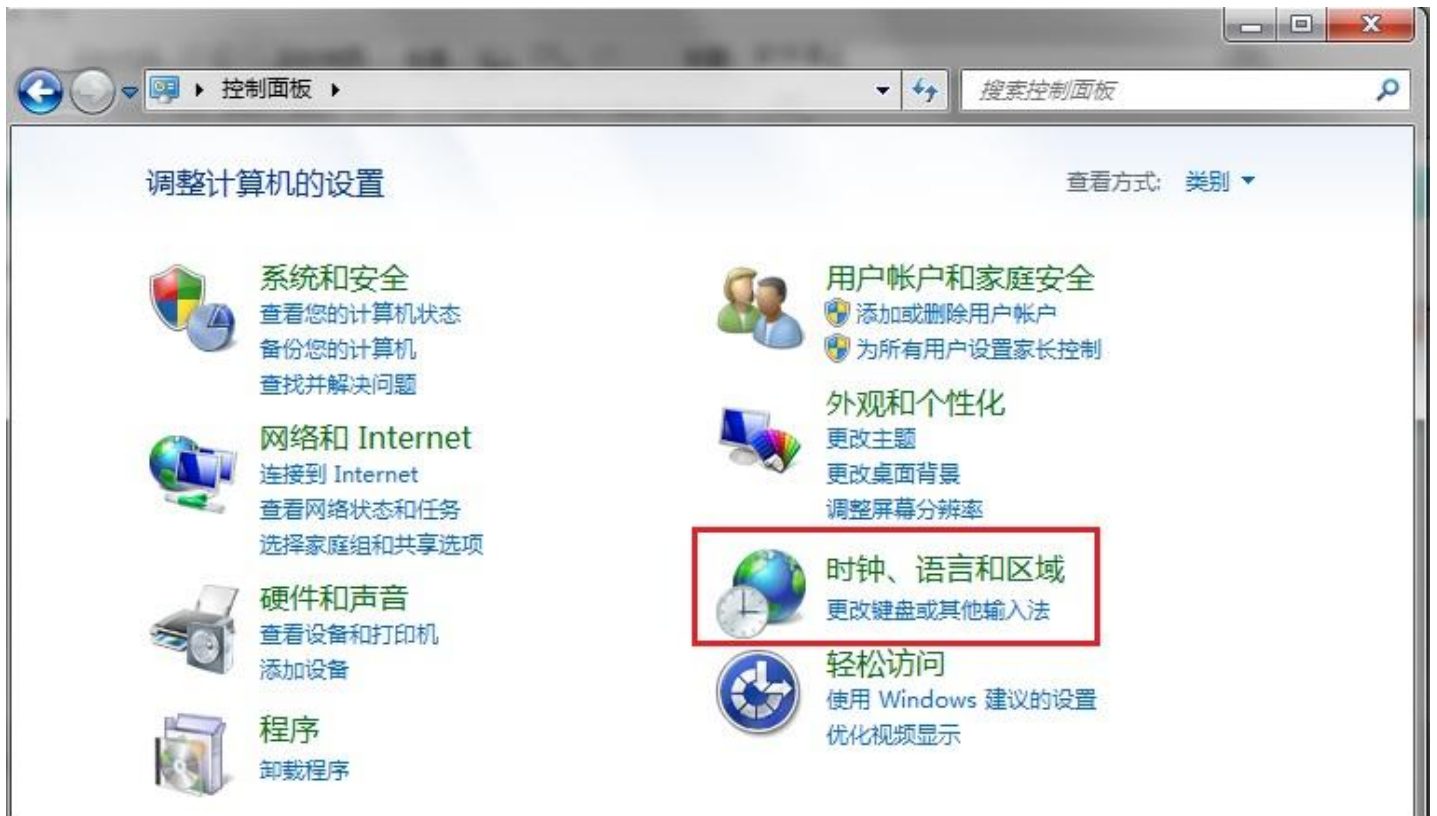 控制面板
搜索控制面板
调整计算机的设置
查看方式: 类别
系统和安全
查看您的计算机状态
备份您的计算机
查找并解决问题
网络和 Internet
连接到 Internet
查看网络状态和任务
选择家庭组和共享选项
硬件和声音
查看设备和打印机
添加设备
程序
卸载程序
用户帐户和家庭安全
添加或删除用户帐户
为所有用户设置家长控制
外观和个性化
更改主题
更改桌面背景
调整屏幕分辨率
时钟、语言和区域
更改键盘或其他输入法
轻松访问
使用 Windows 建议的设置
优化视频显示